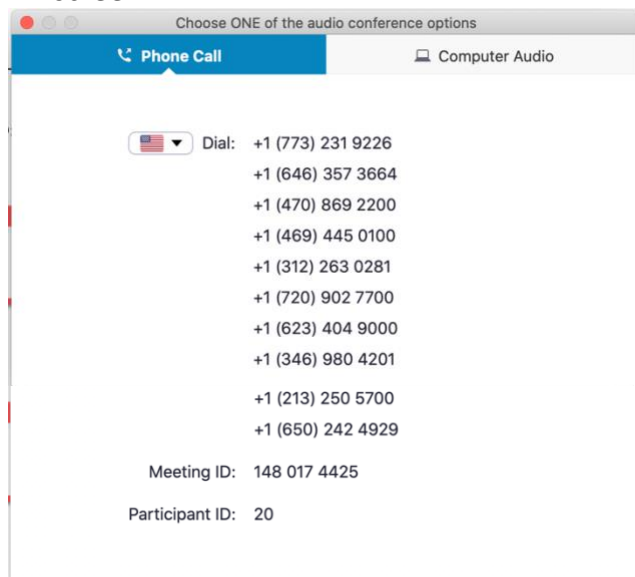 Choose ONE of the audio conference options
Phone Call
Computer Audio
Dial: +1 (773) 231 9226
+1 (646) 357 3664
+1 (470) 869 2200
+1 (469) 445 0100
+1 (312) 263 0281
+1 (720) 902 7700
+1 (623) 404 9000
+1 (346) 980 4201
+1 (213) 250 5700
+1 (650) 242 4929
Meeting ID: 148 017 4425
Participant ID: 20